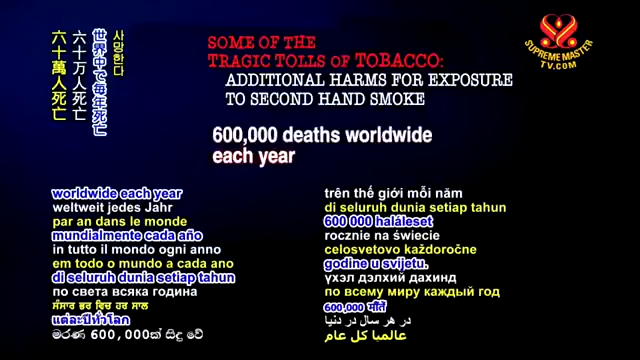 사망한다
世界中で毎年死亡
六十万人死亡
六十萬人死亡
SOME OF THE
TRAGIC TOLLS OF TOBACCO:
ADDITIONAL HARMS FOR EXPOSURE
TO SECOND HAND SMOKE
SUPREME MASTER
TV.COM
600,000 deaths worldwide
each year
worldwide each year
weltweit jedes Jahr
par an dans le monde
mundialmente cada año
in tutto il mondo ogni anno
em todo o mundo a cada ano
di seluruh dunia setiap tahun
по света всяка година
ਸੰਸਾਰ ਭਰ ਵਿਚ ਹਰ ਸਾਲ
แต่ละปีทั่วโลก
මරණ 600,000ක් සිදු වේ
trên thế giới mỗi năm
di seluruh dunia setiap tahun
600 000 haláleset
rocznie na świecie
celosvetovo každoročne
godine u svijetu.
үхэл дэлхий дахинд
по всему миру каждый год
600,000 मौतें
در هر سال در دنیا
عالميا كل عام